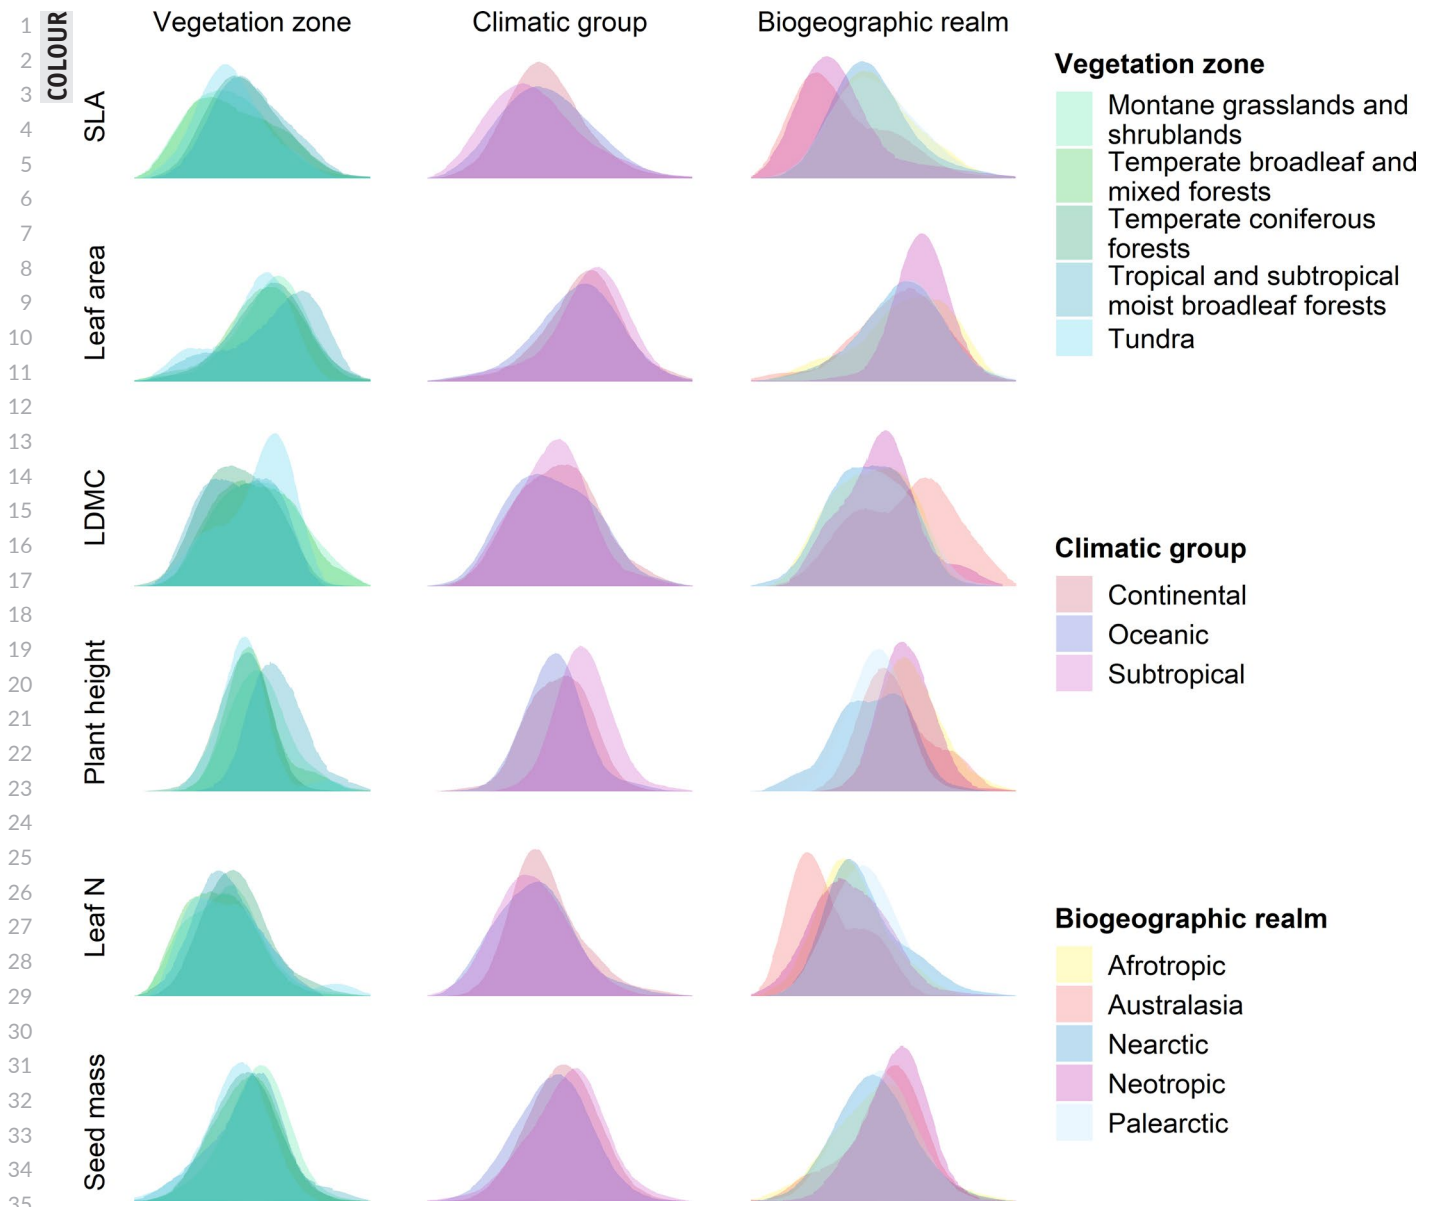 Vegetation zone Climatic group Biogeographic realm
1
2
3
4
5
6
7
8
9
10
11
12
13
14
15
16
17
18
19
20
21
22
23
24
25
26
27
28
29
30
31
32
33
34
35
COLOUR
SLA
Leaf area
LDMC
Plant height
Leaf N
Seed mass
Vegetation zone
Montane grasslands and
shrublands
Temperate broadleaf and
mixed forests
Temperate coniferous
forests
Tropical and subtropical
moist broadleaf forests
Tundra
Climatic group
Continental
Oceanic
Subtropical
Biogeographic realm
Afrotropic
Australasia
Nearctic
Neotropic
Palearctic